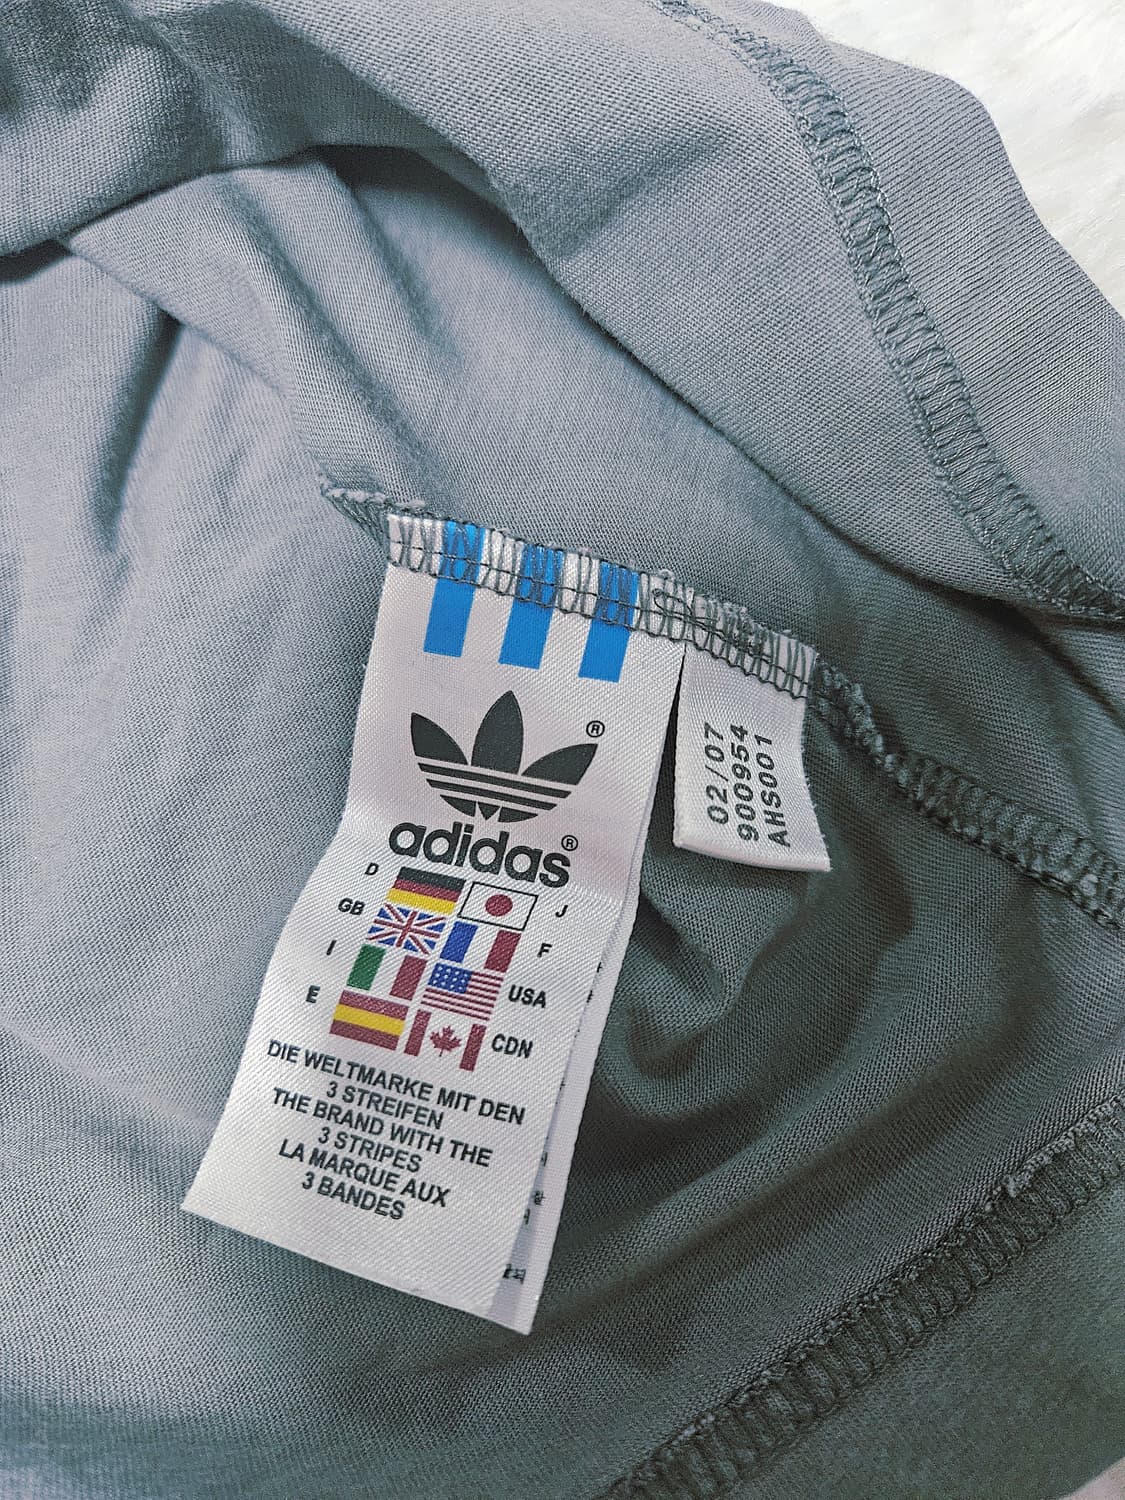 ®
adidas®
D J
GB F
I USA
E CDN
DIE WELTMARKE MIT DEN
3 STREIFEN
THE BRAND WITH THE
3 STRIPES
LA MARQUE AUX
3 BANDES
02/07
900954
AHS001